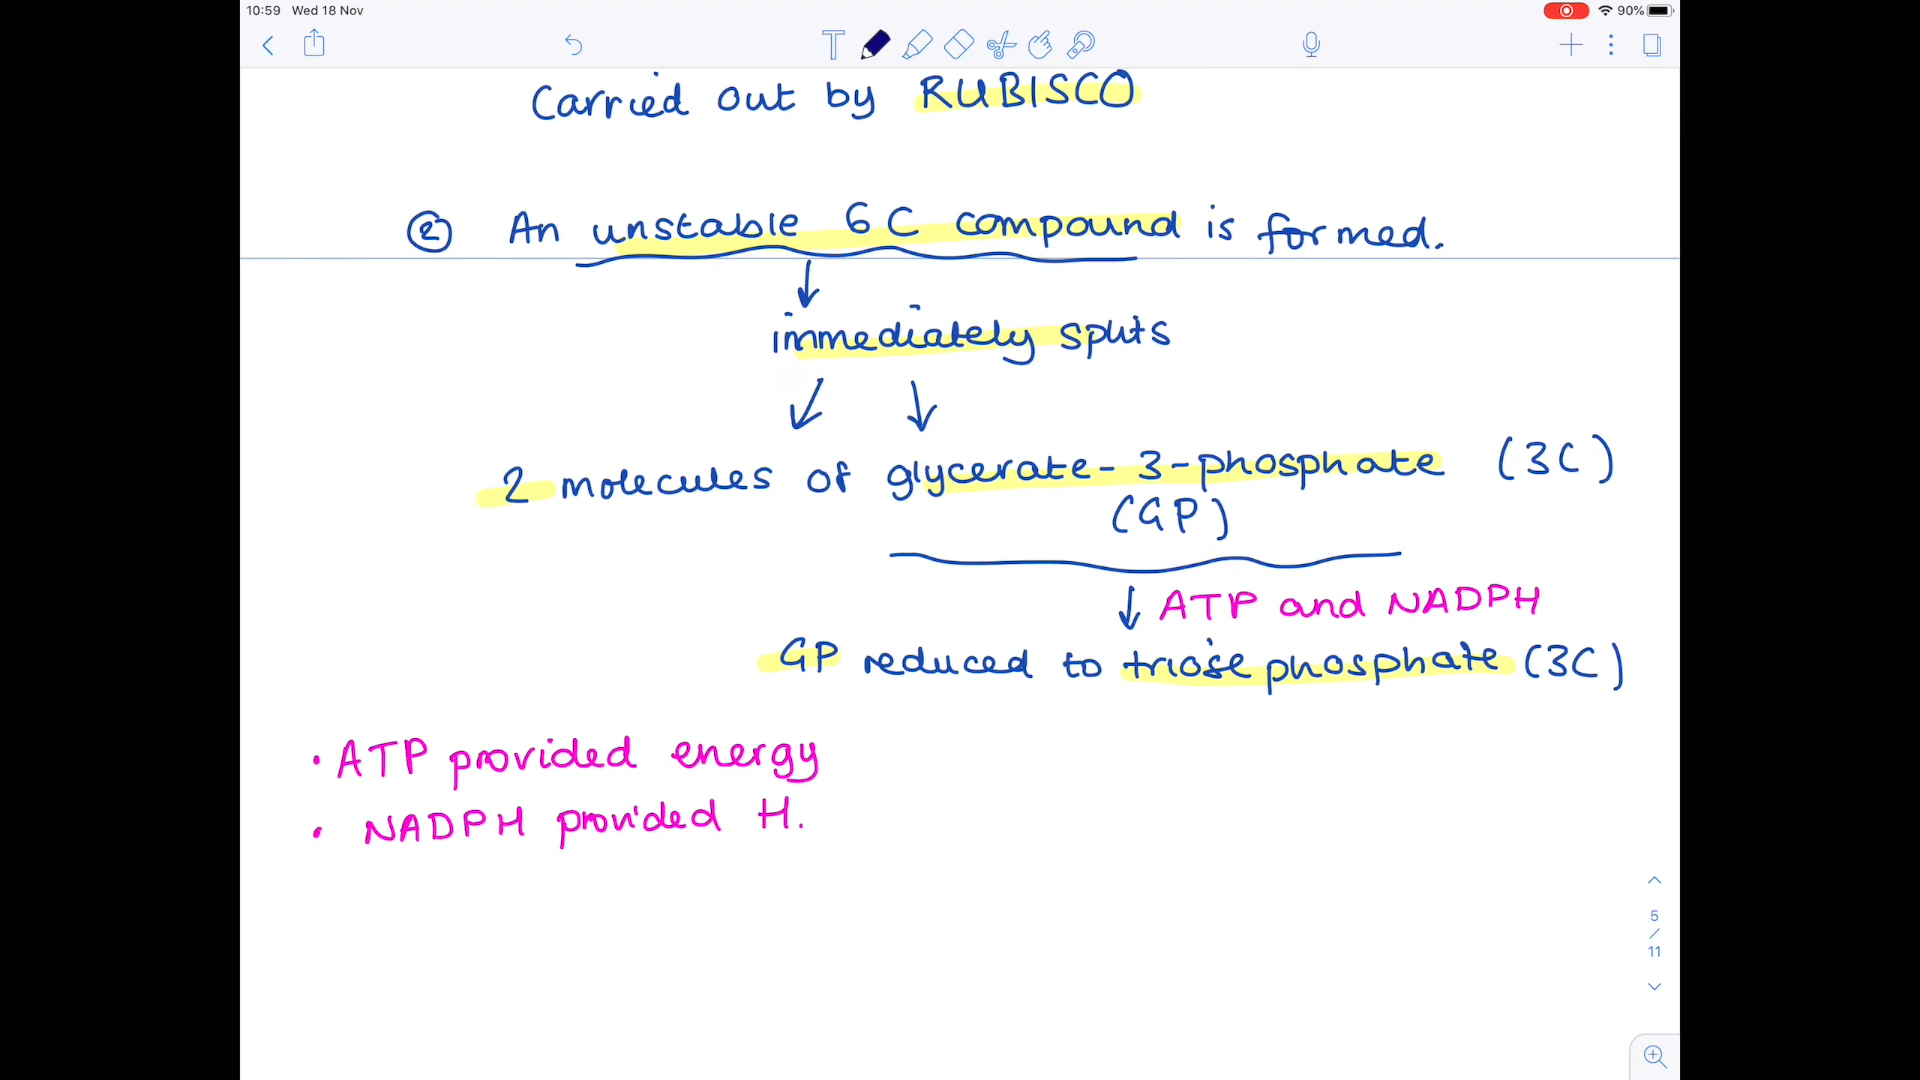 10:59 Wed 18 Nov
90%
T
Carried out by RUBISCO
② An unstable 6C compound is formed.
immediately splits
2 molecules of glycerate-3-phosphate (3C)
(GP)
ATP and NADPH
GP reduced to triose phosphate (3C)
• ATP provided energy
• NADPH provided H.
5
/
11